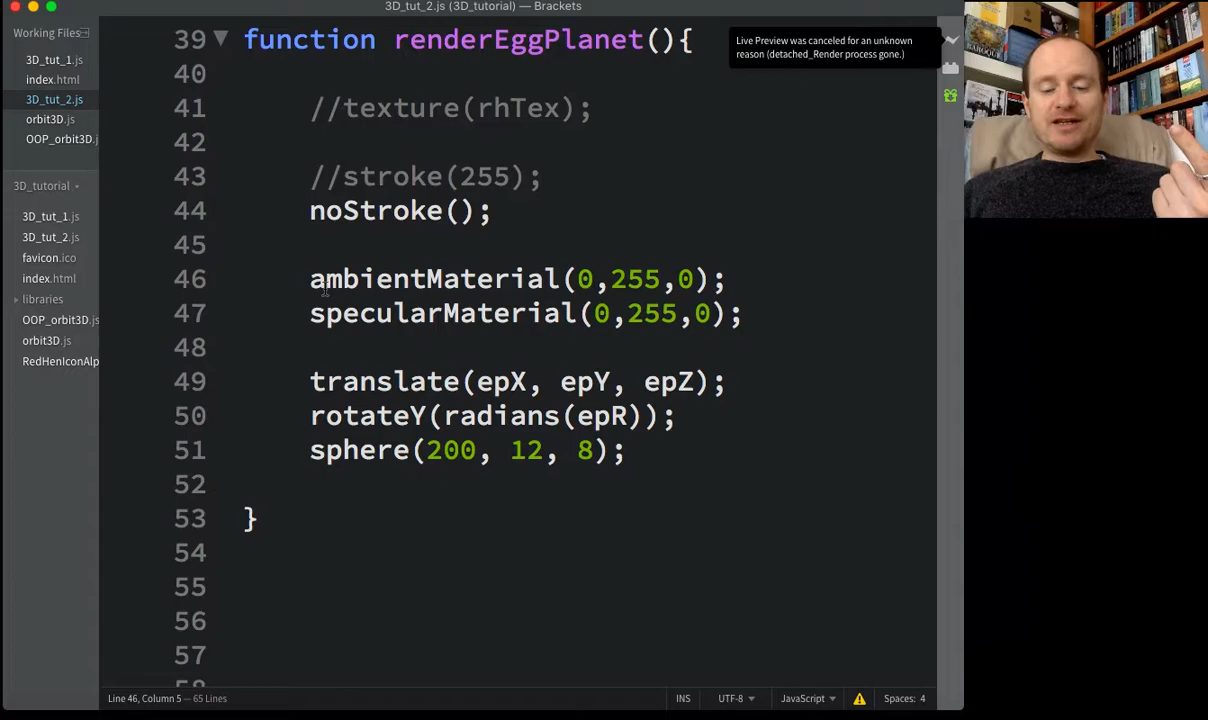 3D_tut_2.js (3D_tutorial) — Brackets
Working Files
3D_tut_1.js
index.html
3D_tut_2.js
orbit3D.js
OOP_orbit3D.j
3D_tutorial
3D_tut_1.js
3D_tut_2.js
favicon.ico
index.html
libraries
OOP_orbit3D.js
orbit3D.js
RedHenIconAlp
39 function renderEggPlanet(){
40
41 //texture(rhTex);
42
43 //stroke(255);
44 noStroke();
45
46 ambientMaterial(0,255,0);
47 specularMaterial(0,255,0);
48
49 translate(epX, epY, epZ);
50 rotateY(radians(epR));
51 sphere(200, 12, 8);
52
53 }
54
55
56
57
Live Preview was canceled for an unknown
reason (detached_Render process gone.)
BAROQUE
Line 46, Column 5 — 65 Lines
INS UTF-8 JavaScript Spaces: 4